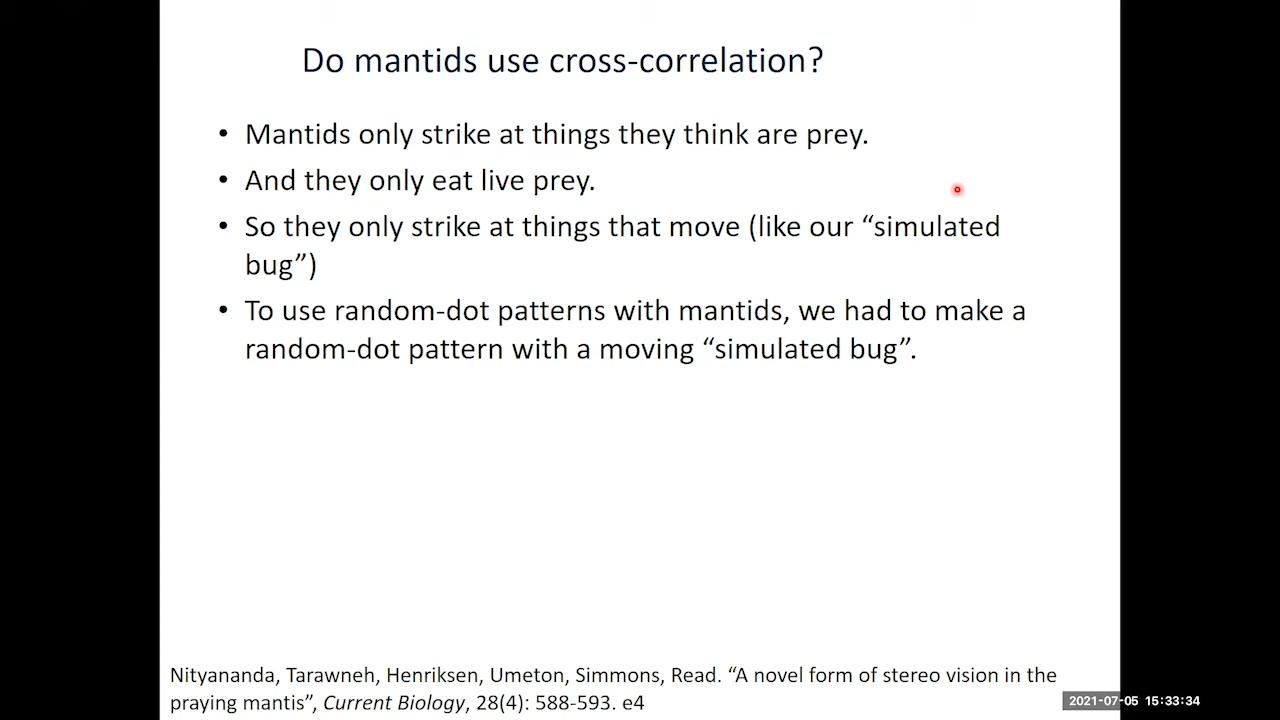 Do mantids use cross-correlation?
• Mantids only strike at things they think are prey.
• And they only eat live prey.
• So they only strike at things that move (like our “simulated
bug”)
• To use random-dot patterns with mantids, we had to make a
random-dot pattern with a moving “simulated bug”.
Nityananda, Tarawneh, Henriksen, Umeton, Simmons, Read. “A novel form of stereo vision in the
praying mantis”, Current Biology, 28(4): 588-593. e4
2021-07-05 15:33:34